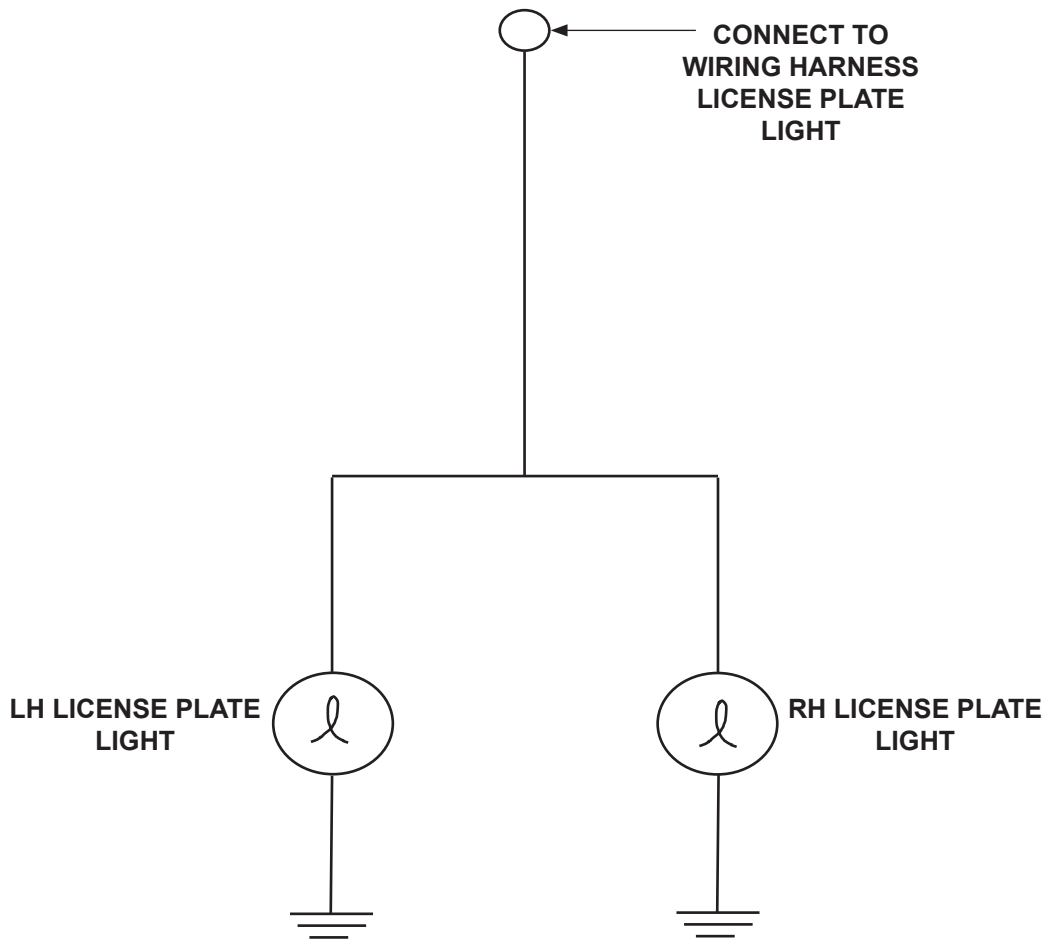 CONNECT TO
WIRING HARNESS
LICENSE PLATE
LIGHT
LH LICENSE PLATE
LIGHT
RH LICENSE PLATE
LIGHT